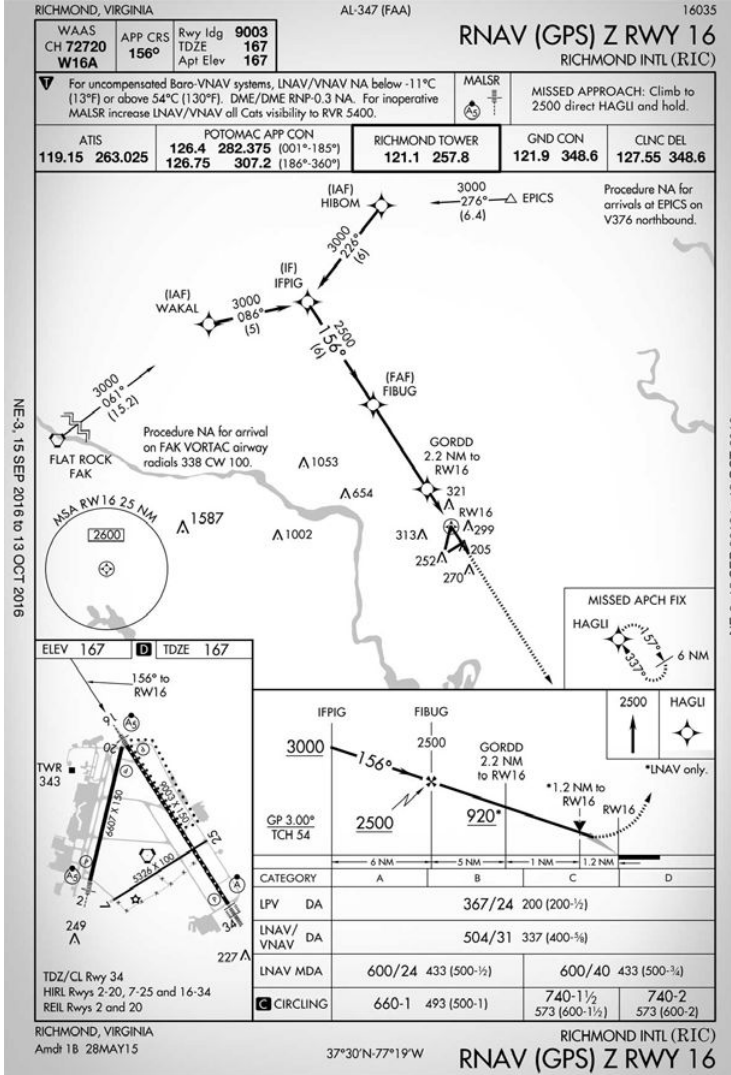 RICHMOND, VIRGINIA
AL-347 (FAA)
16035
WAAS
CH 72720
W16A
APP CRS
156°
Rwy ldg 9003
TDZE 167
Apt Elev 167
RNAV (GPS) Z RWY 16
RICHMOND INTL (RIC)
T
For uncompensated Baro-VNAV systems, LNAV/VNAV NA below -11°C
(13°F) or above 54°C (130°F). DME/DME RNP-0.3 NA. For inoperative
MALSR increase LNAV/VNAV all Cats visibility to RVR 5400.
MALSR
A5
MISSED APPROACH: Climb to
2500 direct HAGLI and hold.
ATIS
119.15 263.025
POTOMAC APP CON
126.4 282.375 (001°-185°)
126.75 307.2 (186°-360°)
RICHMOND TOWER
121.1 257.8
GND CON
121.9 348.6
CLNC DEL
127.55 348.6
(IAF)
HIBOM
3000
276°
(6.4)
EPICS
Procedure NA for
arrivals at EPICS on
V376 northbound.
3000
226°
(6)
(IF)
IFPIG
(IAF)
WAKAL
3000
086°
(5)
2500
156°
(6)
(FAF)
FIBUG
3000
061°
(15.2)
FLAT ROCK
FAK
Procedure NA for arrival
on FAK VORTAC airway
radials 338 CW 100.
GORDD
2.2 NM to
RW16
1053
654
321
RW16
299
1587
1002
313
205
252
270
MSA RW16 25 NM
2600
MISSED APCH FIX
HAGLI
157°
337°
6 NM
NE-3, 15 SEP 2016 to 13 OCT 2016
ELEV 167
D
TDZE 167
156° to
RW16
A5
16
20
TWR
343
6607 X 150
9003 X 150
25
5326 X 100
A5
2
7
A
34
249
227
TDZ/CL Rwy 34
HIRL Rwys 2-20, 7-25 and 16-34
REIL Rwys 2 and 20
2500
HAGLI
IFPIG
FIBUG
2500
GORDD
2.2 NM
to RW16
*LNAV only.
3000
156°
*1.2 NM to
RW16
RW16
GP 3.00°
TCH 54
2500
920*
6 NM
5 NM
1 NM
1.2 NM
CATEGORY A B C D
LPV DA 367/24 200 (200-½)
LNAV/
VNAV DA 504/31 337 (400-⅝)
LNAV MDA 600/24 433 (500-½) 600/40 433 (500-¾)
C CIRCLING 660-1 493 (500-1) 740-1½ 573 (600-1½) 740-2 573 (600-2)
RICHMOND, VIRGINIA
Amdt 1B 28MAY15
37°30'N-77°19'W
RICHMOND INTL (RIC)
RNAV (GPS) Z RWY 16